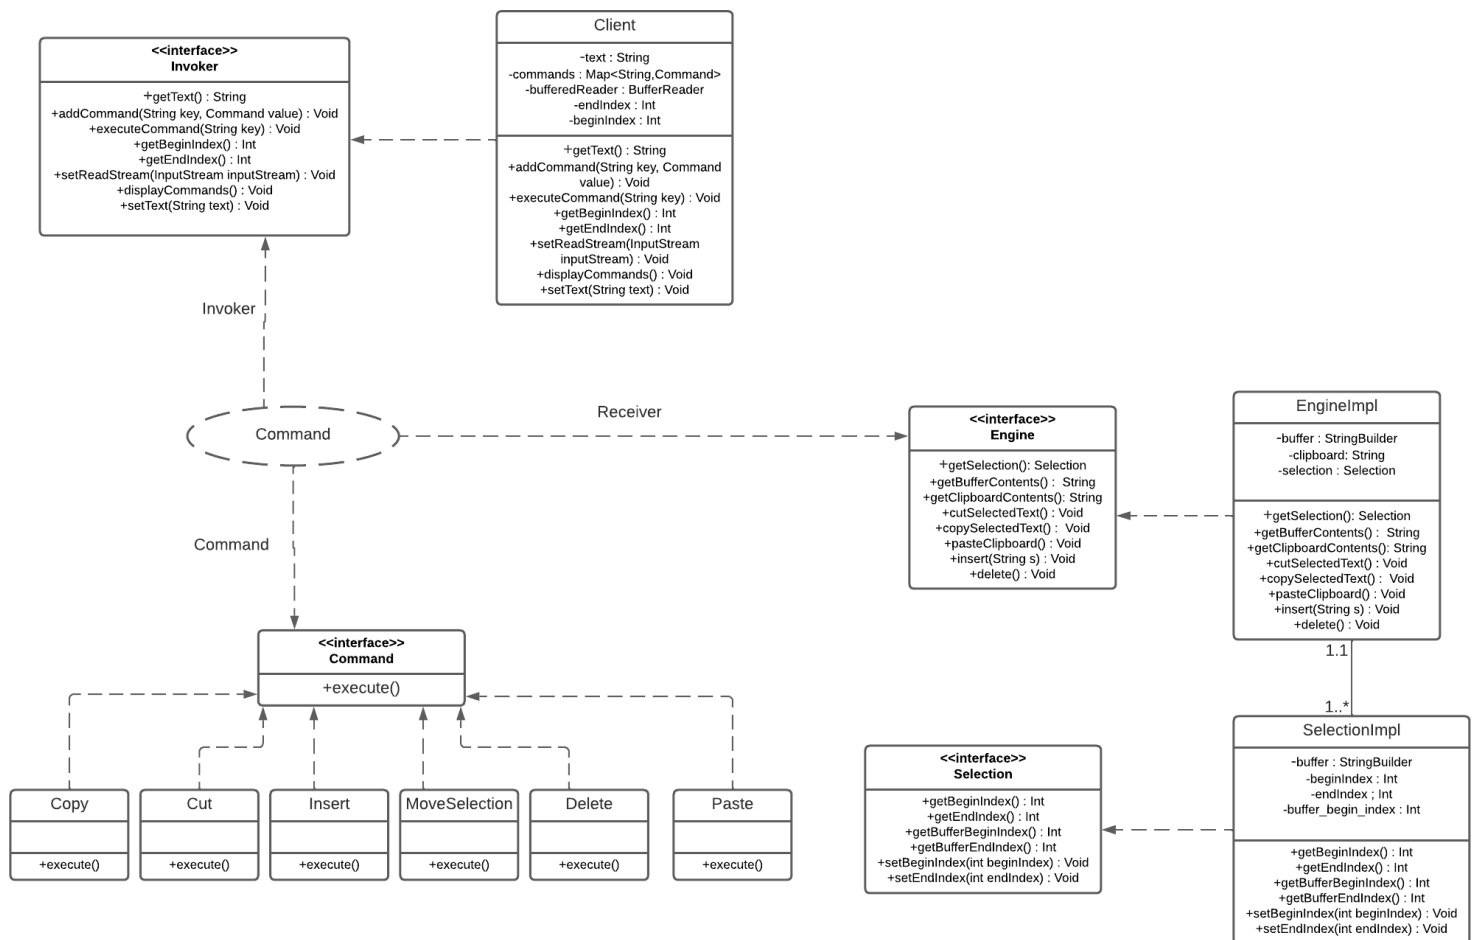 <<interface>>
Invoker
+getText() : String
+addCommand(String key, Command value) : Void
+executeCommand(String key) : Void
+getBeginIndex() : Int
+getEndIndex() : Int
+setReadStream(InputStream inputStream) : Void
+displayCommands() : Void
+setText(String text) : Void
Client
-text : String
-commands : Map<String,Command>
-bufferedReader : BufferReader
-endIndex : Int
-beginIndex : Int
+getText() : String
+addCommand(String key, Command
value) : Void
+executeCommand(String key) : Void
+getBeginIndex() : Int
+getEndIndex() : Int
+setReadStream(InputStream
inputStream) : Void
+displayCommands() : Void
+setText(String text) : Void
Invoker
Command
Receiver
Command
<<interface>>
Engine
+getSelection(): Selection
+getBufferContents() : String
+getClipboardContents(): String
+cutSelectedText() : Void
+copySelectedText() : Void
+pasteClipboard() : Void
+insert(String s) : Void
+delete() : Void
EngineImpl
-buffer : StringBuilder
-clipboard: String
-selection : Selection
+getSelection(): Selection
+getBufferContents() : String
+getClipboardContents(): String
+cutSelectedText() : Void
+copySelectedText() : Void
+pasteClipboard() : Void
+insert(String s) : Void
+delete() : Void
1.1
1..*
<<interface>>
Command
+execute()
Copy
+execute()
Cut
+execute()
Insert
+execute()
MoveSelection
+execute()
Delete
+execute()
Paste
+execute()
<<interface>>
Selection
+getBeginIndex() : Int
+getEndIndex() : Int
+getBufferBeginIndex() : Int
+getBufferEndIndex() : Int
+setBeginIndex(int beginIndex) : Void
+setEndIndex(int endIndex) : Void
SelectionImpl
-buffer : StringBuilder
-beginIndex : Int
-endIndex ; Int
-buffer_begin_index : Int
+getBeginIndex() : Int
+getEndIndex() : Int
+getBufferBeginIndex() : Int
+getBufferEndIndex() : Int
+setBeginIndex(int beginIndex) : Void
+setEndIndex(int endIndex) : Void